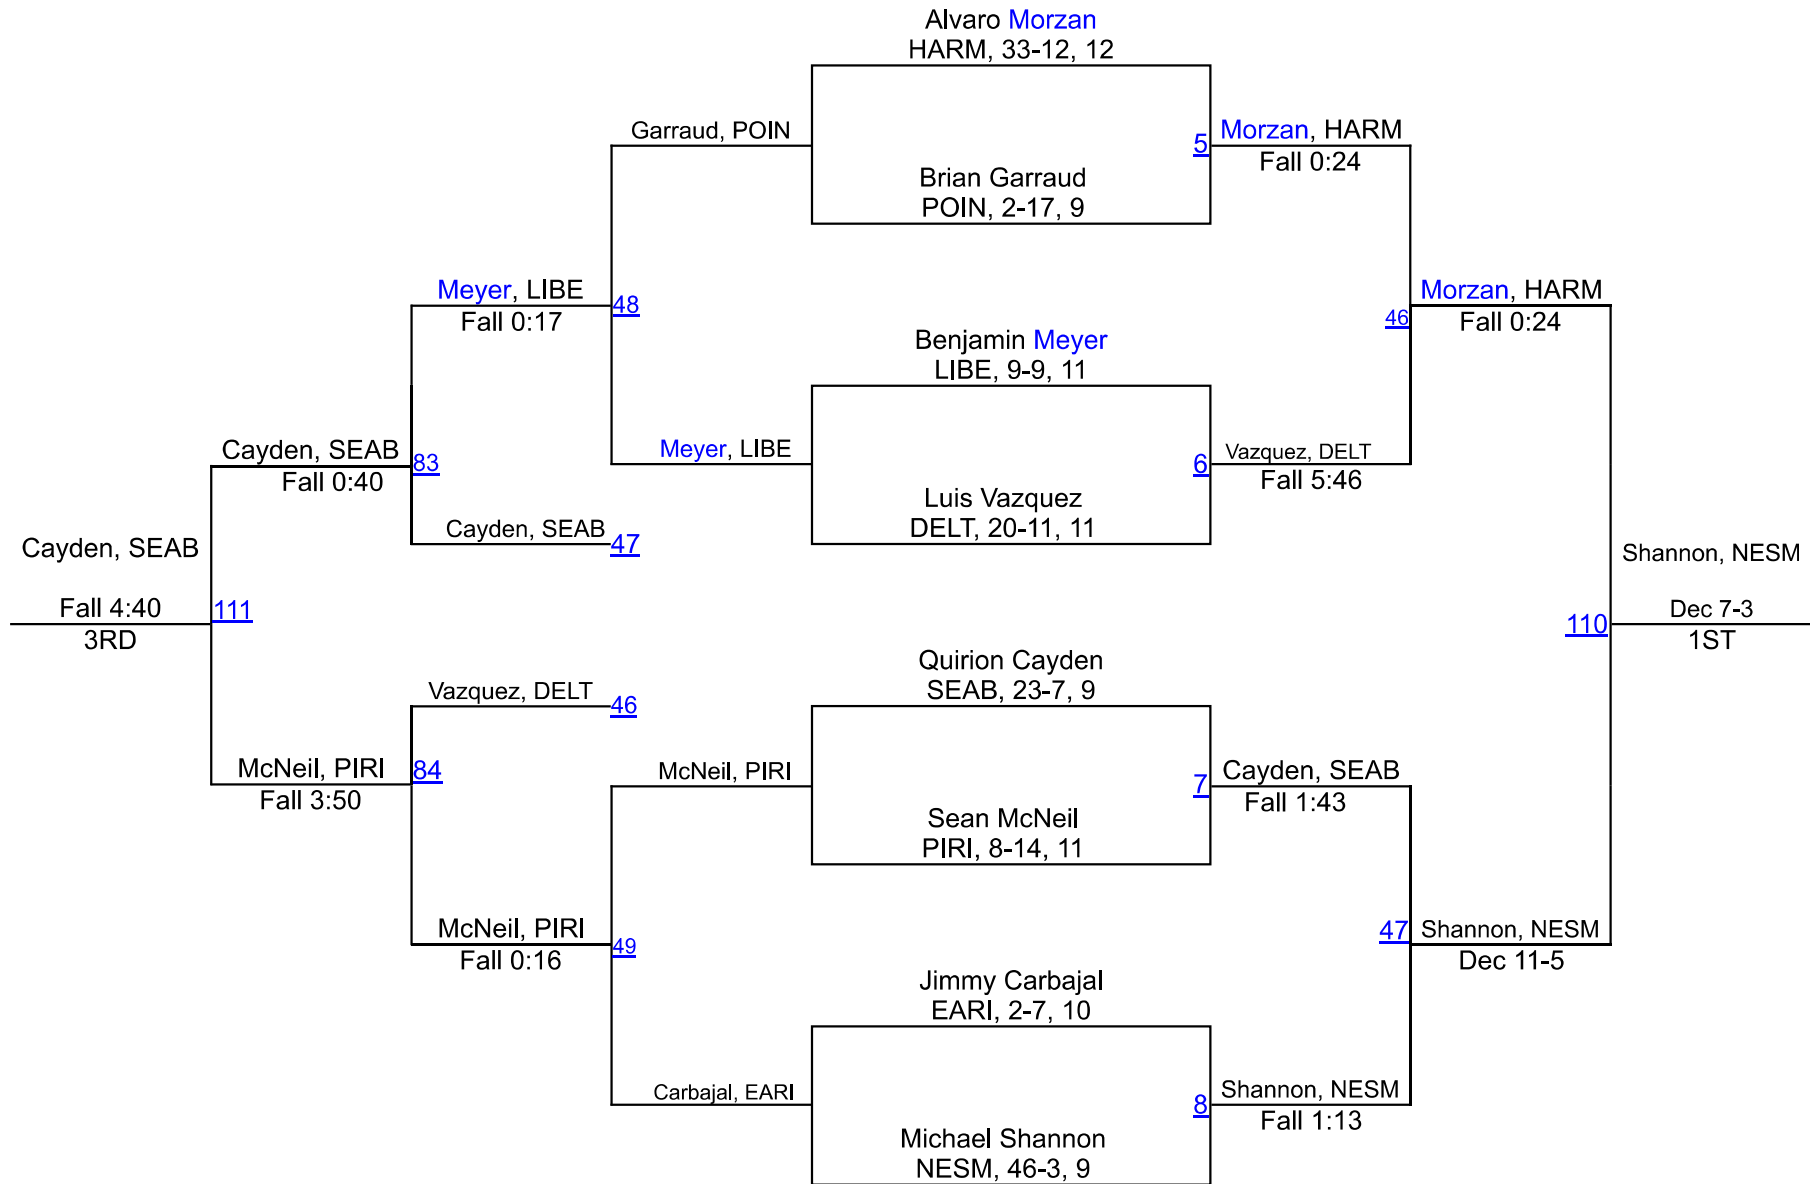 Alvaro Morzan
HARM, 33-12, 12
Garraud, POIN
5
Morzan, HARM
Fall 0:24
Brian Garraud
POIN, 2-17, 9
Meyer, LIBE
Fall 0:17
48
Morzan, HARM
Fall 0:24
46
Benjamin Meyer
LIBE, 9-9, 11
Cayden, SEAB
Fall 0:40
83
Meyer, LIBE
6
Vazquez, DELT
Fall 5:46
Luis Vazquez
DELT, 20-11, 11
Cayden, SEAB
47
Cayden, SEAB
Fall 4:40
3RD
111
Shannon, NESM
Dec 7-3
1ST
110
Quirion Cayden
SEAB, 23-7, 9
Vazquez, DELT
46
McNeil, PIRI
Fall 3:50
84
McNeil, PIRI
7
Cayden, SEAB
Fall 1:43
Sean McNeil
PIRI, 8-14, 11
McNeil, PIRI
Fall 0:16
49
47
Shannon, NESM
Dec 11-5
Jimmy Carbajal
EARI, 2-7, 10
Carbajal, EARI
8
Shannon, NESM
Fall 1:13
Michael Shannon
NESM, 46-3, 9